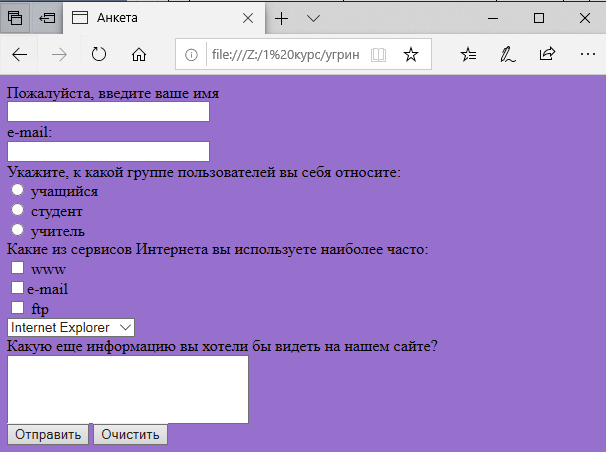 Анкета
file:///Z:/1%20курс/угрин
Пожалуйста, введите ваше имя
e-mail:
Укажите, к какой группе пользователей вы себя относите:
учащийся
студент
учитель
Какие из сервисов Интернета вы используете наиболее часто:
www
e-mail
ftp
Internet Explorer
Какую еще информацию вы хотели бы видеть на нашем сайте?
Отправить Очистить